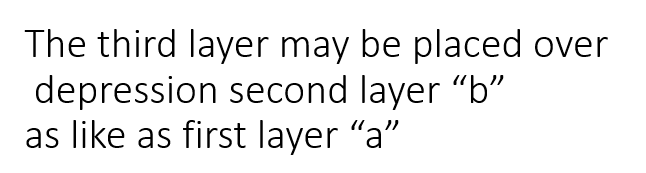 The third layer may be placed over
depression second layer “b”
as like as first layer “a”